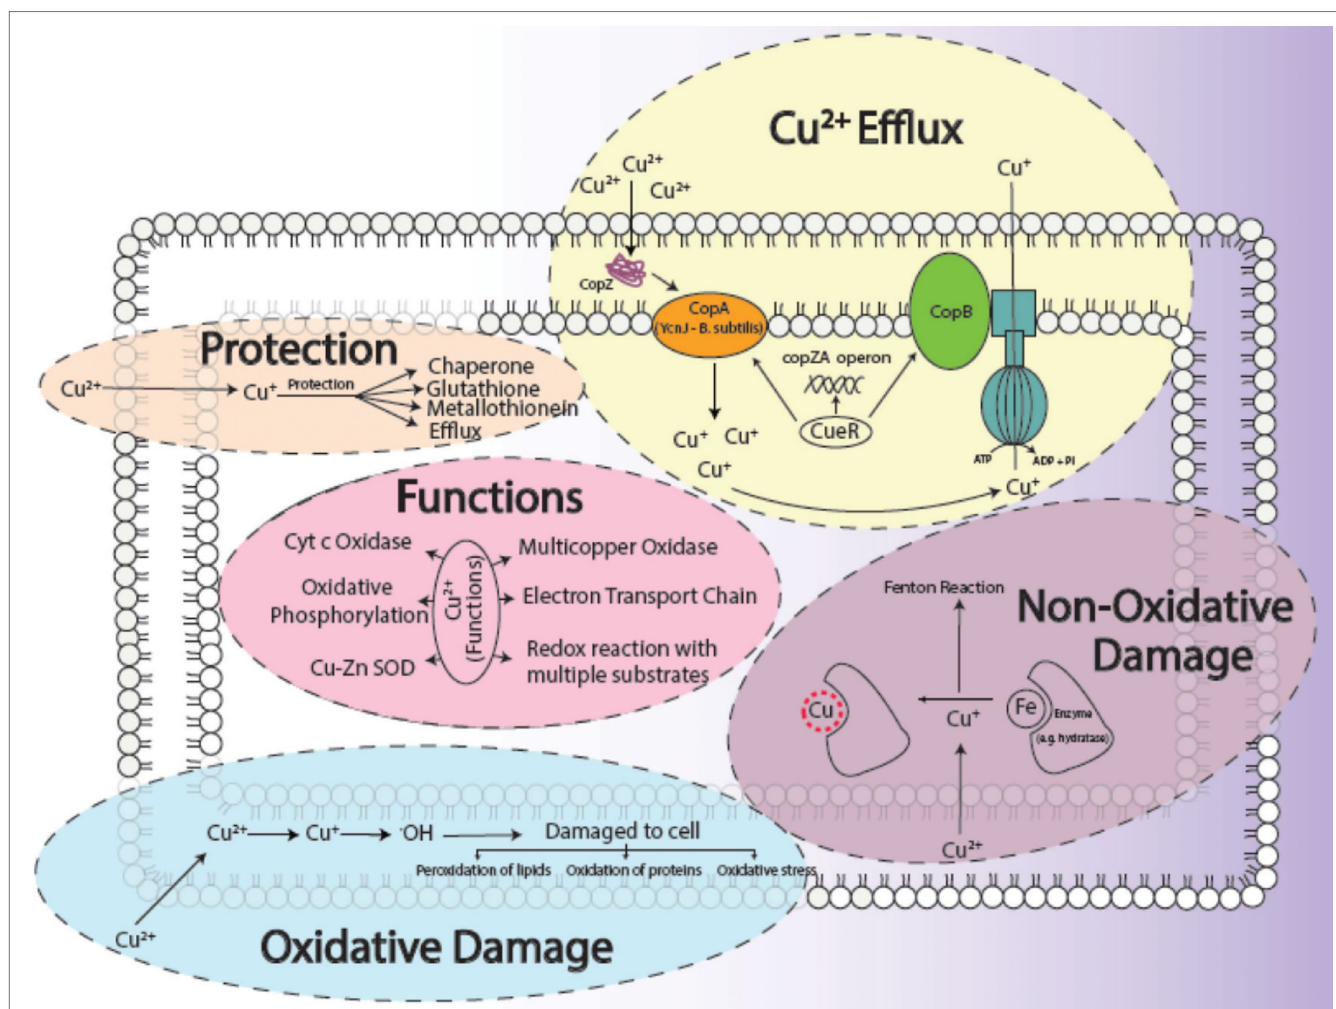 Cu²⁺ Efflux
Cu²⁺
Cu²⁺
Cu²⁺
Cu⁺
CopZ
CopA
(YcnJ - B. subtilis)
CopB
copZA operon
CueR
Cu⁺
Cu⁺
Cu⁺
ATP
ADP + PI
Cu⁺
Protection
Cu²⁺
Cu⁺
Protection
Chaperone
Glutathione
Metallothionein
Efflux
Functions
Cyt c Oxidase
Oxidative
Phosphorylation
Cu-Zn SOD
Cu²⁺
(Functions)
Multicopper Oxidase
Electron Transport Chain
Redox reaction with
multiple substrates
Non-Oxidative
Damage
Fenton Reaction
Cu
Cu⁺
Fe
Enzyme
(e.g. hydratase)
Cu²⁺
Cu²⁺
Cu⁺
·OH
Damaged to cell
Peroxidation of lipids
Oxidation of proteins
Oxidative stress
Cu²⁺
Oxidative Damage